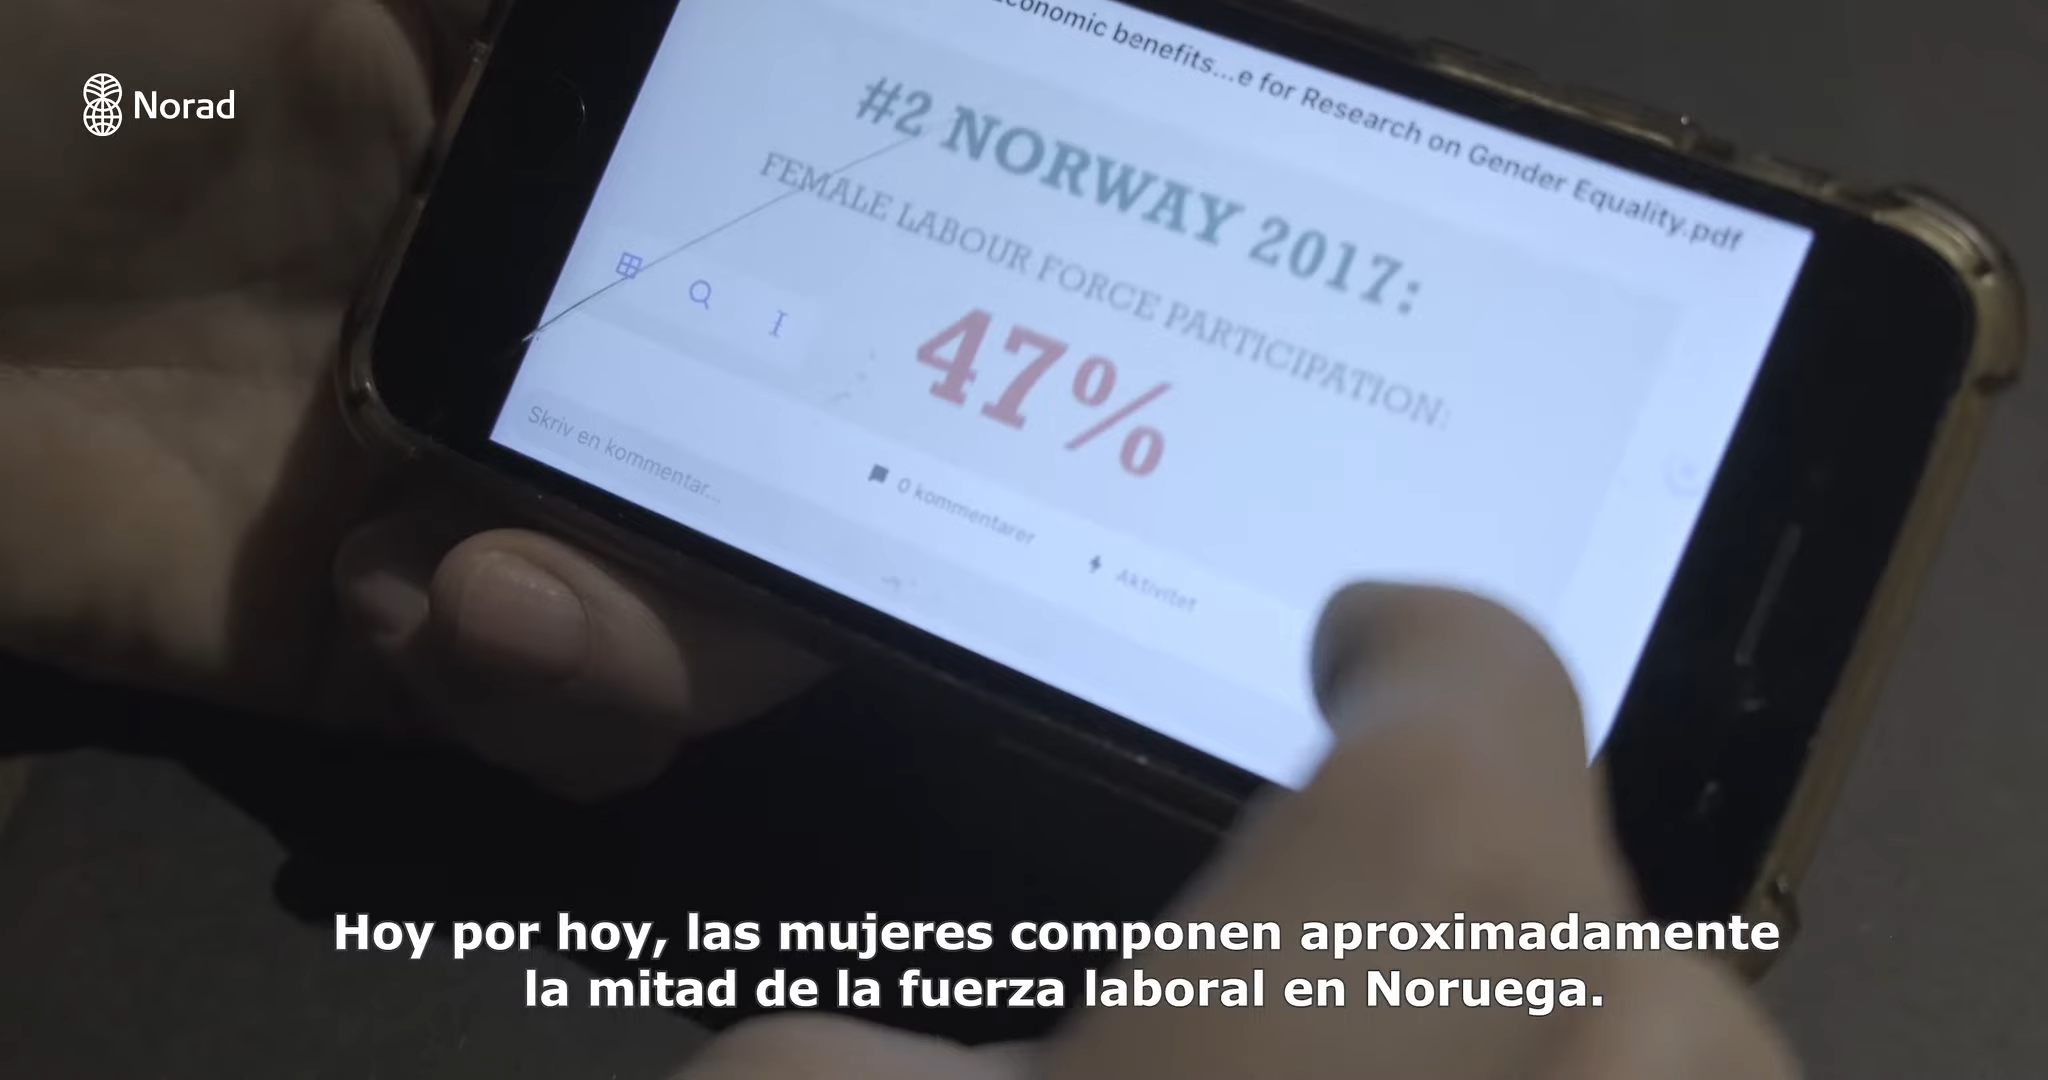 Norad
economic benefits...e for Research on Gender Equality.pdf
#2 NORWAY 2017:
FEMALE LABOUR FORCE PARTICIPATION:
47%
Skriv en kommentar...
0 kommentarer
Aktivitet
Hoy por hoy, las mujeres componen aproximadamente
la mitad de la fuerza laboral en Noruega.